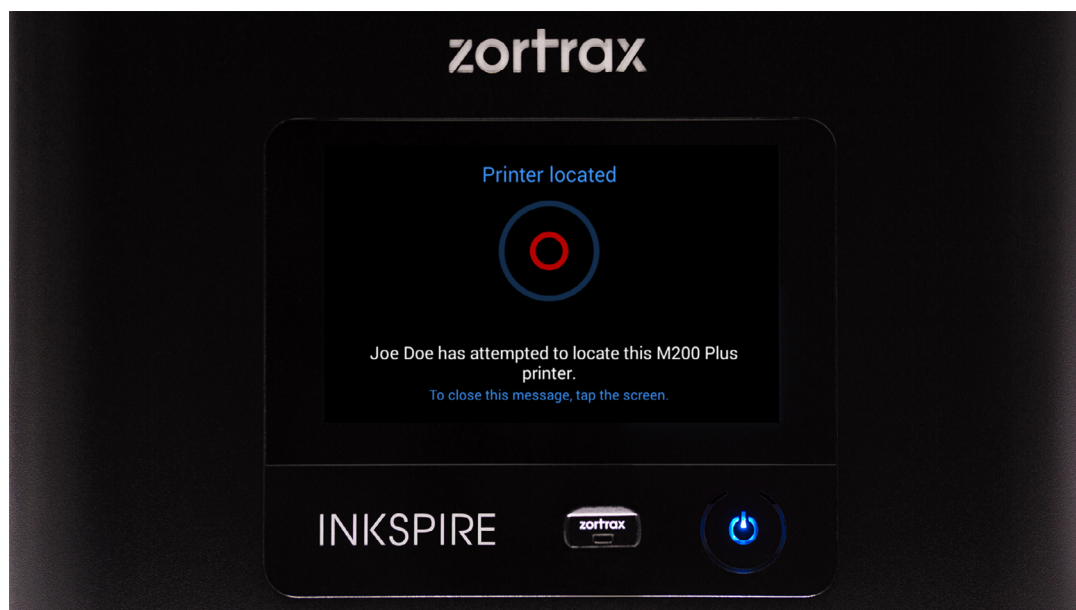 zortrax
Printer located
Joe Doe has attempted to locate this M200 Plus
printer.
To close this message, tap the screen.
INKSPIRE
zortrax